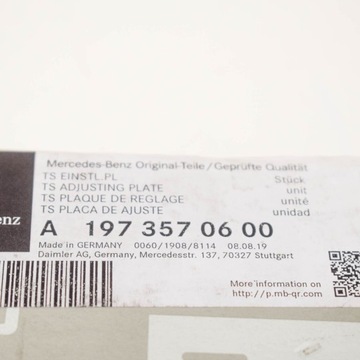 Mercedes-Benz Original-Teile/Geprüfte Qualität
TS EINSTL.PL Stück
TS ADJUSTING PLATE unit
TS PLAQUE DE REGLAGE unité
TS PLACA DE AJUSTE unidad
enz
A 197 357 06 00
Made in GERMANY 0060/1908/8114 08.08.19
Daimler AG, Germany, Mercedesstr. 137, 70327 Stuttgart
More information on
http://p.mb-qr.com